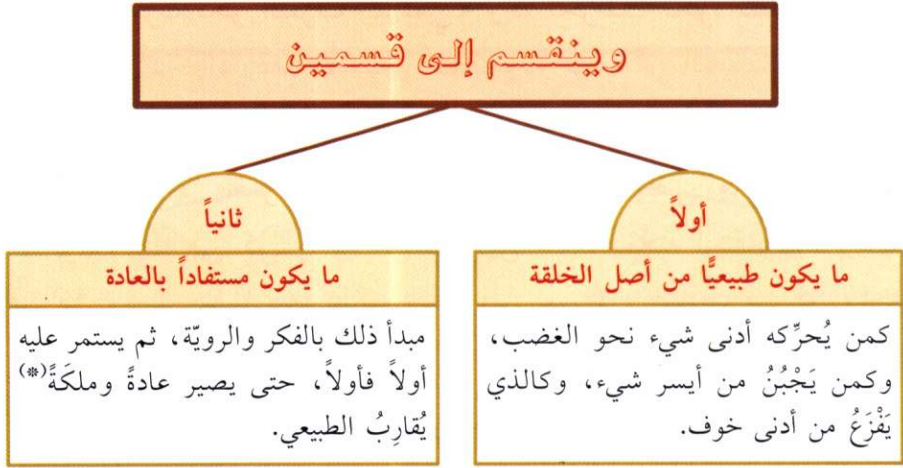 وينقسم إلى قسمين
أولاً
ما يكون طبيعيًّا من أصل الخلقة
كمن يُحرِّكه أدنى شيء نحو الغضب،
وكمن يَجْبُنُ من أيسر شيء، وكالذي
يَفْزَعُ من أدنى خوف.
ثانياً
ما يكون مستفاداً بالعادة
مبدأ ذلك بالفكر والرويّة، ثم يستمر عليه
أولاً فأولاً، حتى يصير عادةً وملكَةً(*)
يُقارِبُ الطبيعي.